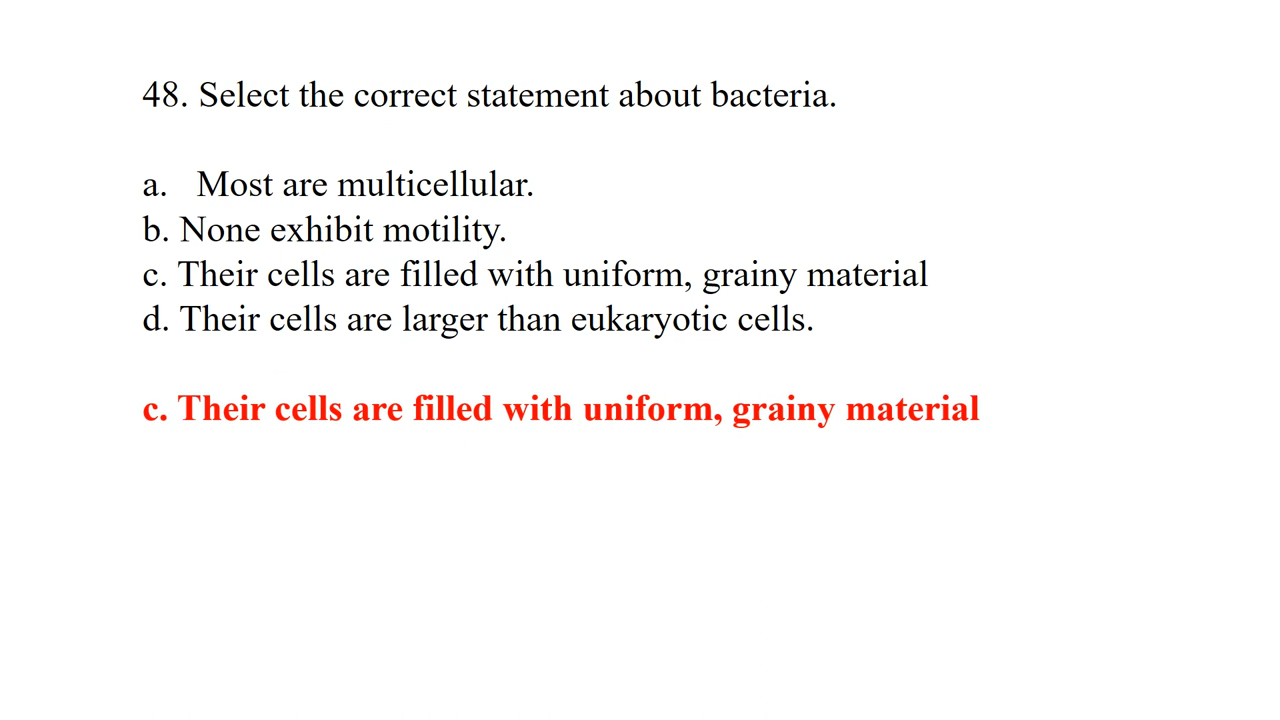 48. Select the correct statement about bacteria.
a. Most are multicellular.
b. None exhibit motility.
c. Their cells are filled with uniform, grainy material
d. Their cells are larger than eukaryotic cells.
c. Their cells are filled with uniform, grainy material